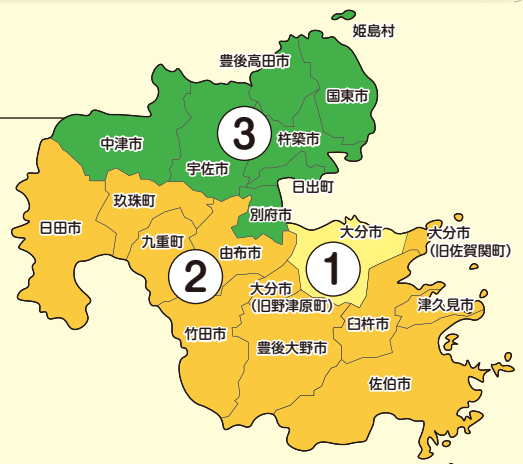 姫島村
豊後高田市
国東市
中津市
3
杵築市
宇佐市
日出町
玖珠町
別府市
日田市
九重町
由布市
大分市
大分市
(旧佐賀関町)
1
2
大分市
(旧野津原町)
津久見市
竹田市
臼杵市
豊後大野市
佐伯市